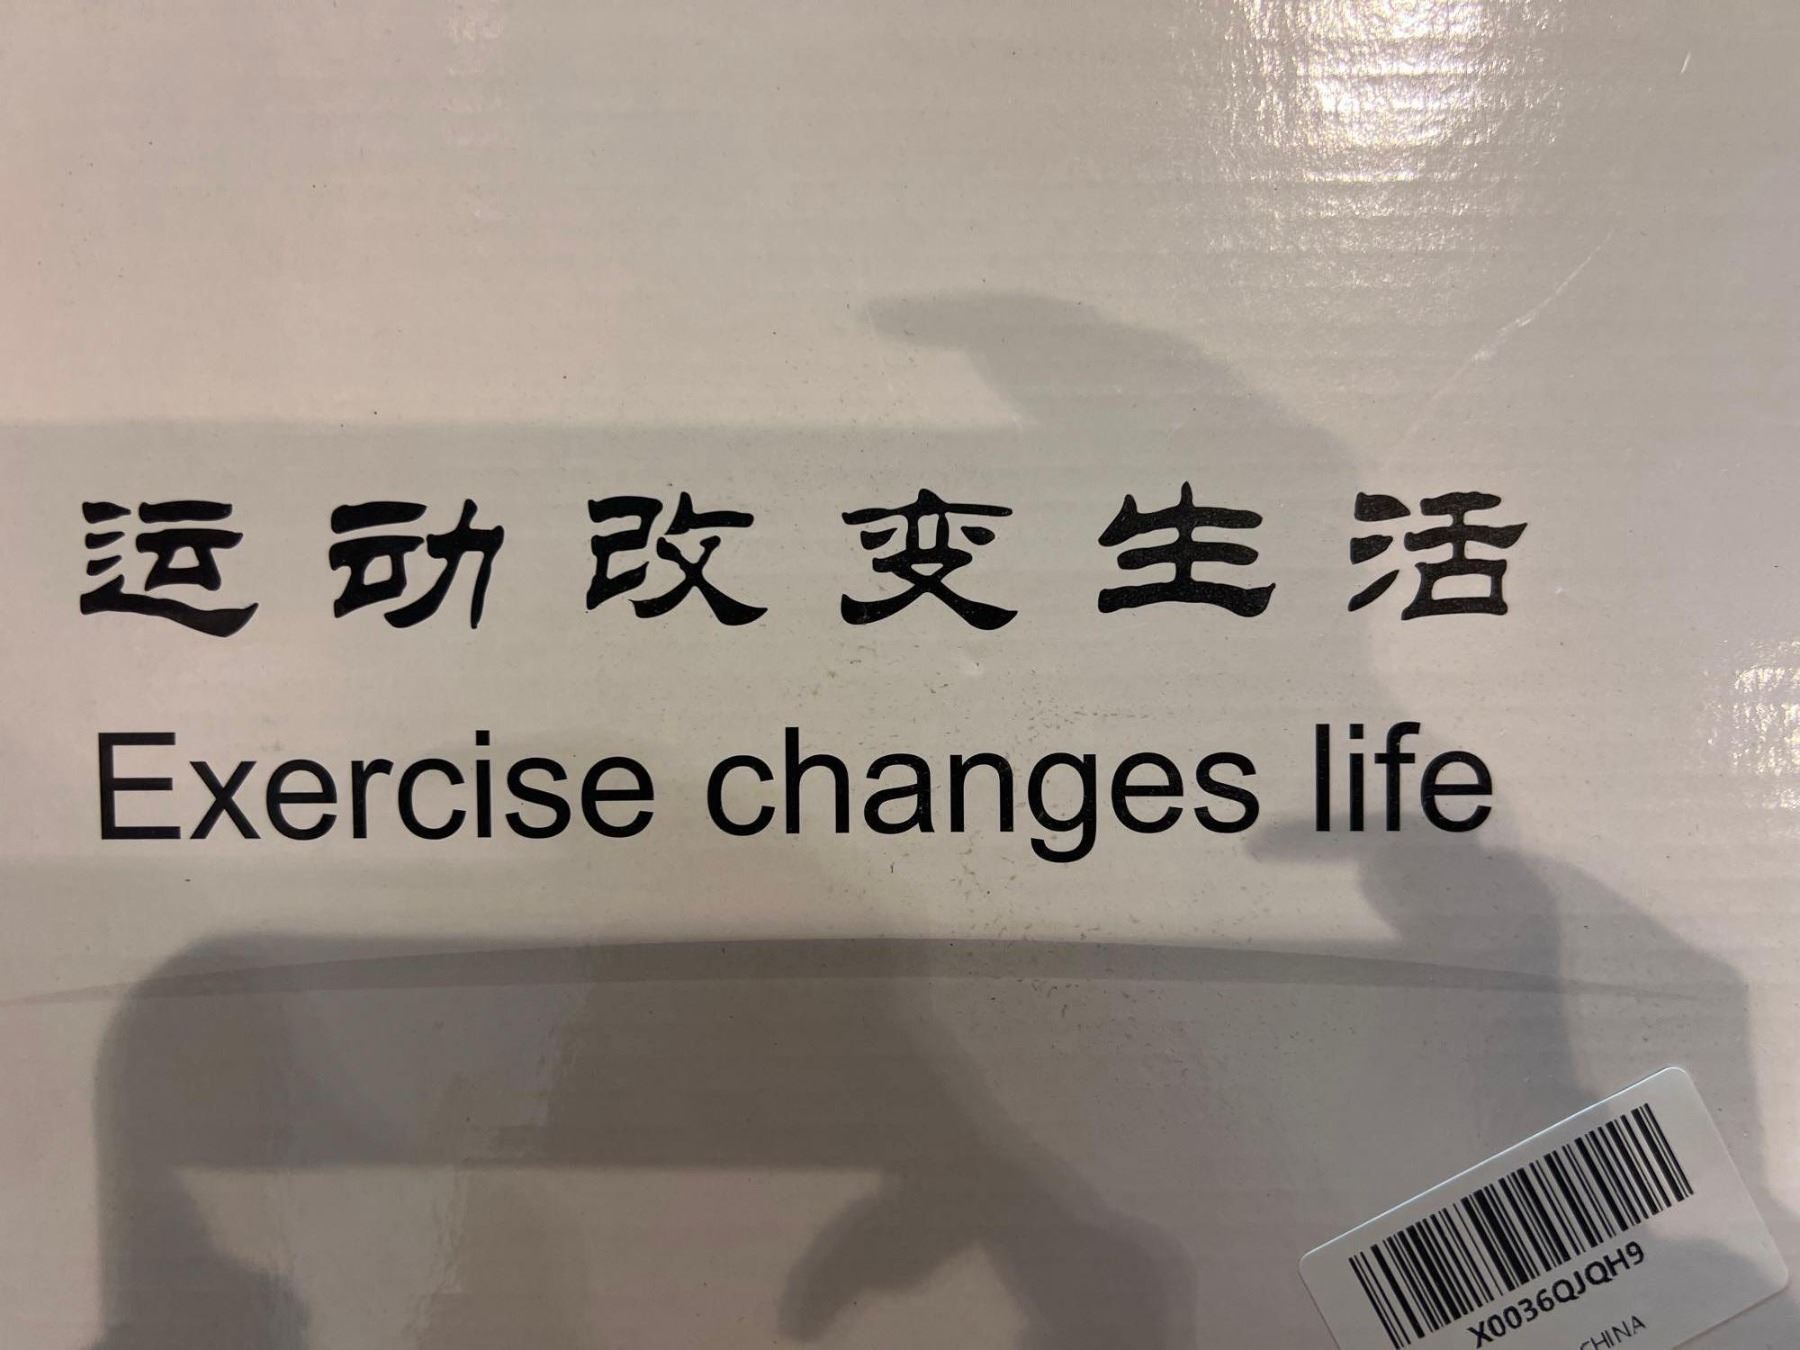 运动改变生活
Exercise changes life
X0036QJQH9
CHINA